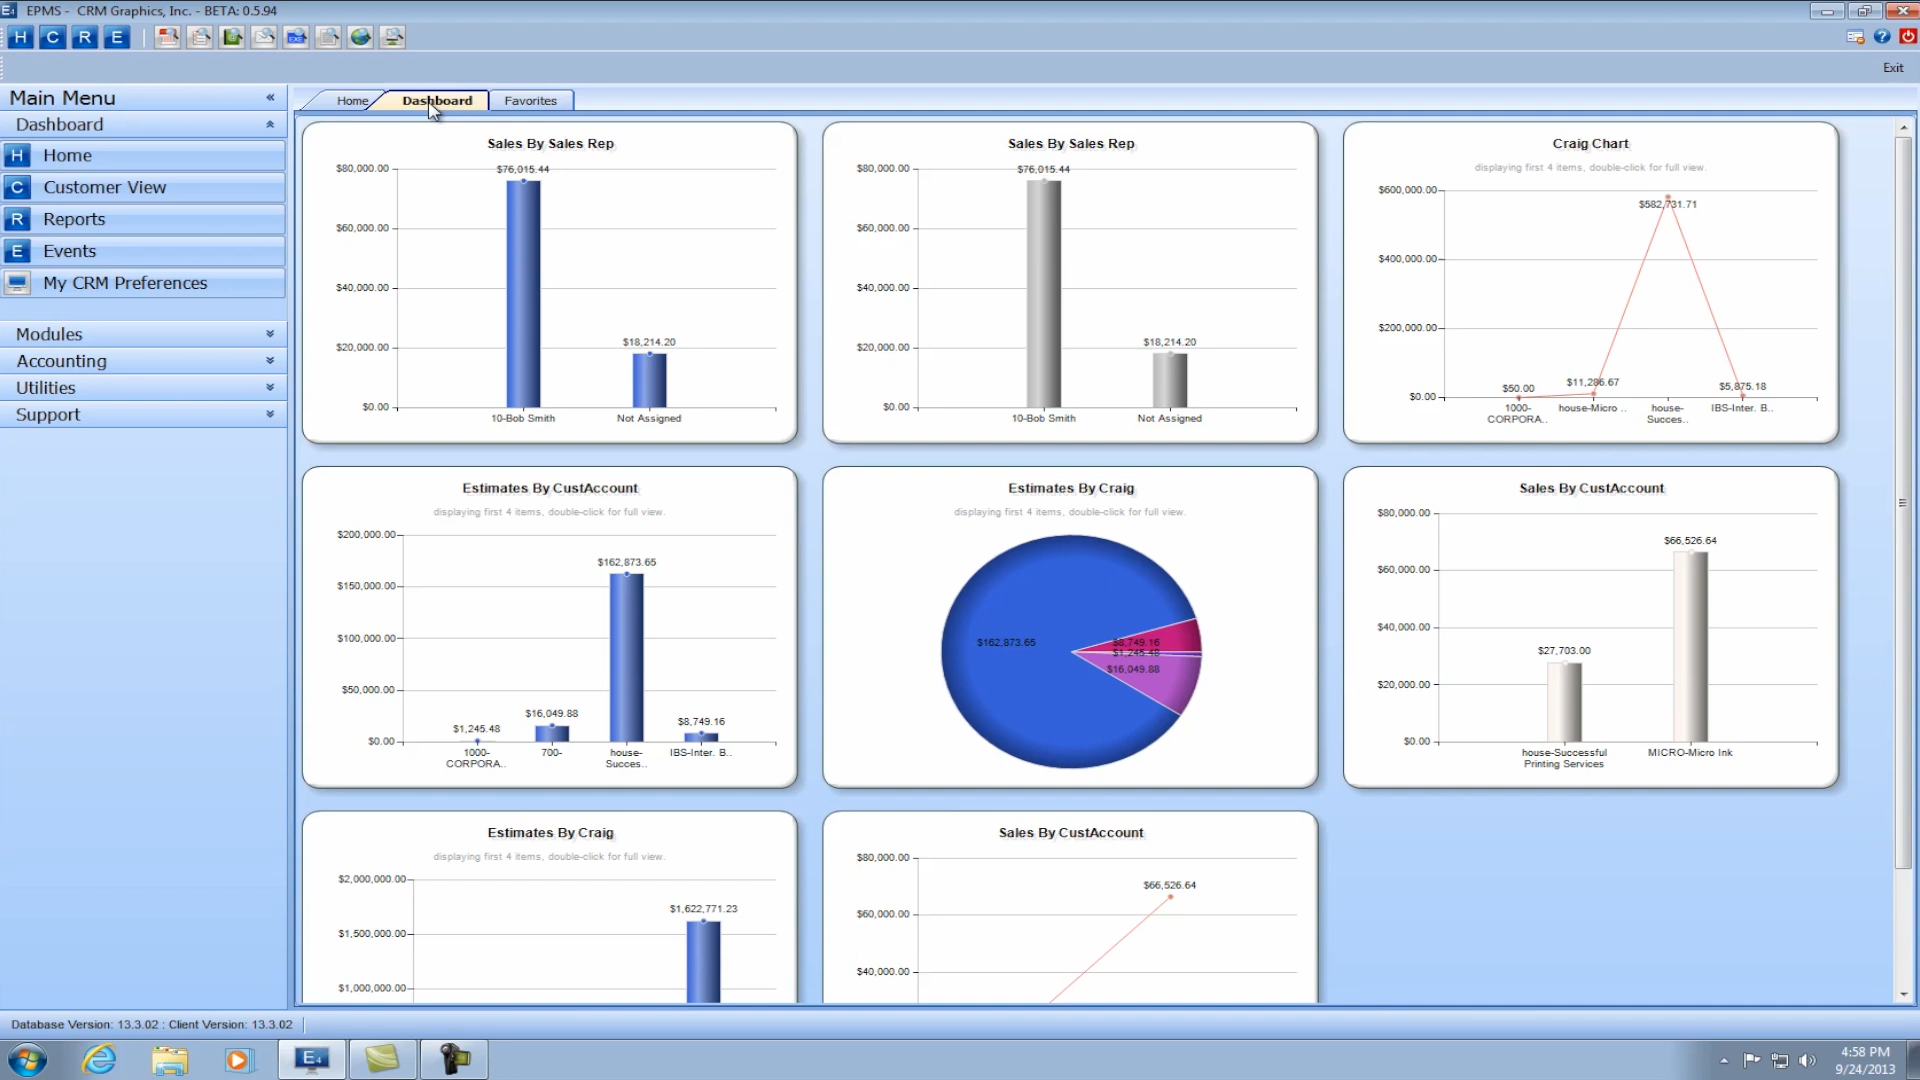 EPMS - CRM Graphics, Inc. - BETA: 0.5.94
H C R E
Exit
Main Menu
Dashboard
H Home
C Customer View
R Reports
E Events
My CRM Preferences
Modules
Accounting
Utilities
Support
Home Dashboard Favorites
Sales By Sales Rep
$80,000.00
$60,000.00
$40,000.00
$20,000.00
$0.00
$76,015.44
$18,214.20
10-Bob Smith Not Assigned
Sales By Sales Rep
$80,000.00
$60,000.00
$40,000.00
$20,000.00
$0.00
$76,015.44
$18,214.20
10-Bob Smith Not Assigned
Craig Chart
displaying first 4 items, double-click for full view.
$600,000.00
$400,000.00
$200,000.00
$0.00
$582,731.71
$50.00
$11,286.67
$5,875.18
1000-
CORPORA..
house-Micro ..
house-
Succes..
IBS-Inter. B..
Estimates By CustAccount
displaying first 4 items, double-click for full view.
$200,000.00
$150,000.00
$100,000.00
$50,000.00
$0.00
$162,873.65
$1,245.48
$16,049.88
$8,749.16
1000-
CORPORA..
700-
house-
Succes..
IBS-Inter. B..
Estimates By Craig
displaying first 4 items, double-click for full view.
$162,873.65
$8,749.16
$1,245.48
$16,049.88
Sales By CustAccount
$80,000.00
$60,000.00
$40,000.00
$20,000.00
$0.00
$27,703.00
$66,526.64
house-Successful
Printing Services
MICRO-Micro Ink
Estimates By Craig
displaying first 4 items, double-click for full view.
$2,000,000.00
$1,500,000.00
$1,000,000.00
$1,622,771.23
Sales By CustAccount
$80,000.00
$60,000.00
$40,000.00
$66,526.64
Database Version: 13.3.02 : Client Version: 13.3.02
4:58 PM
9/24/2013